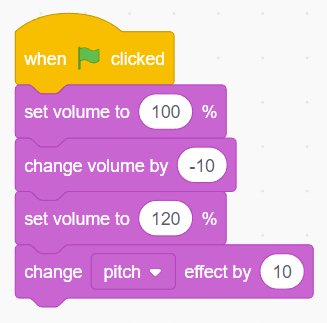 when clicked
set volume to 100 %
change volume by -10
set volume to 120 %
change pitch effect by 10